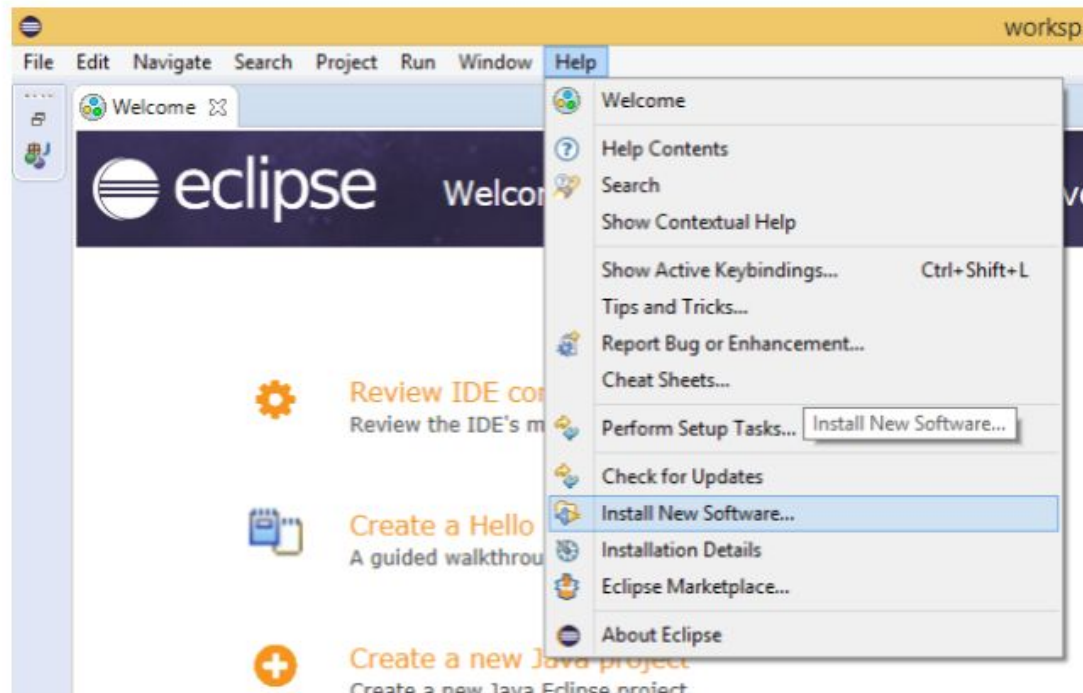 worksp
File Edit Navigate Search Project Run Window Help
Welcome
eclipse Welcor
Welcome
Help Contents
Search
Show Contextual Help
Show Active Keybindings... Ctrl+Shift+L
Tips and Tricks...
Report Bug or Enhancement...
Cheat Sheets...
Review IDE cor
Review the IDE's m
Perform Setup Tasks... Install New Software...
Check for Updates
Install New Software...
Create a Hello
A guided walkthrou
Installation Details
Eclipse Marketplace...
About Eclipse
Create a new Java project
Create a new Java Eclipse project